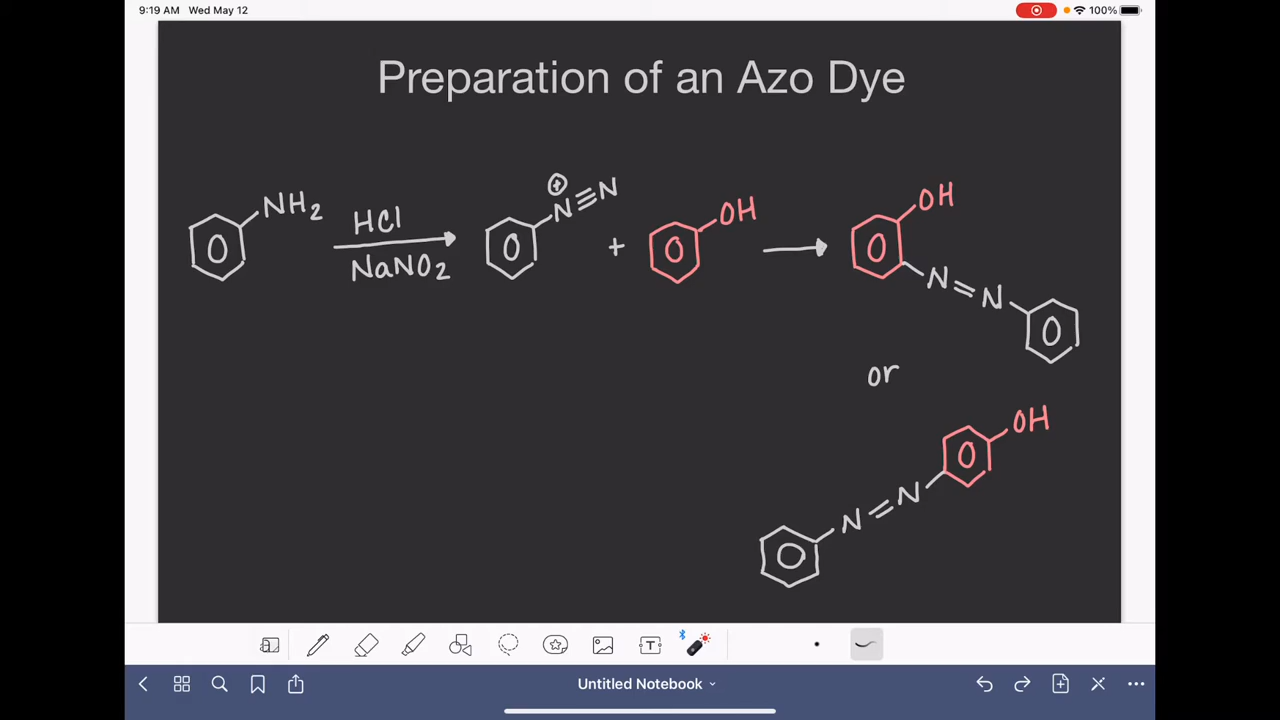 9:19 AM Wed May 12
100%
Preparation of an Azo Dye
NH₂
HCl
NaNO₂
⊕
N≡N
+
OH
OH
N=N
or
OH
N=N
T
Untitled Notebook